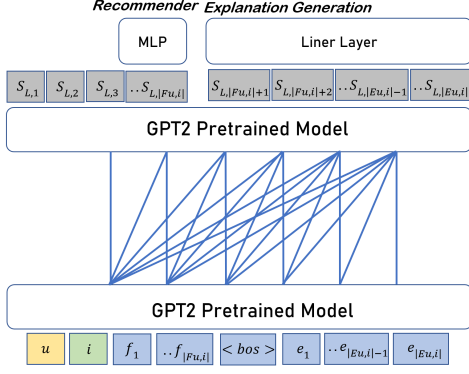 Recommender Explanation Generation
MLP Liner Layer
S_{L,1} S_{L,2} S_{L,3} ..S_{L,|Fu,i|} S_{L,|Fu,i|+1} S_{L,|Fu,i|+2} ..S_{L,|Eu,i|-1} ..S_{L,|Eu,i|}
GPT2 Pretrained Model
GPT2 Pretrained Model
u i f_1 ..f_{|Fu,i|} <bos> e_1 ..e_{|Eu,i|-1} e_{|Eu,i|}